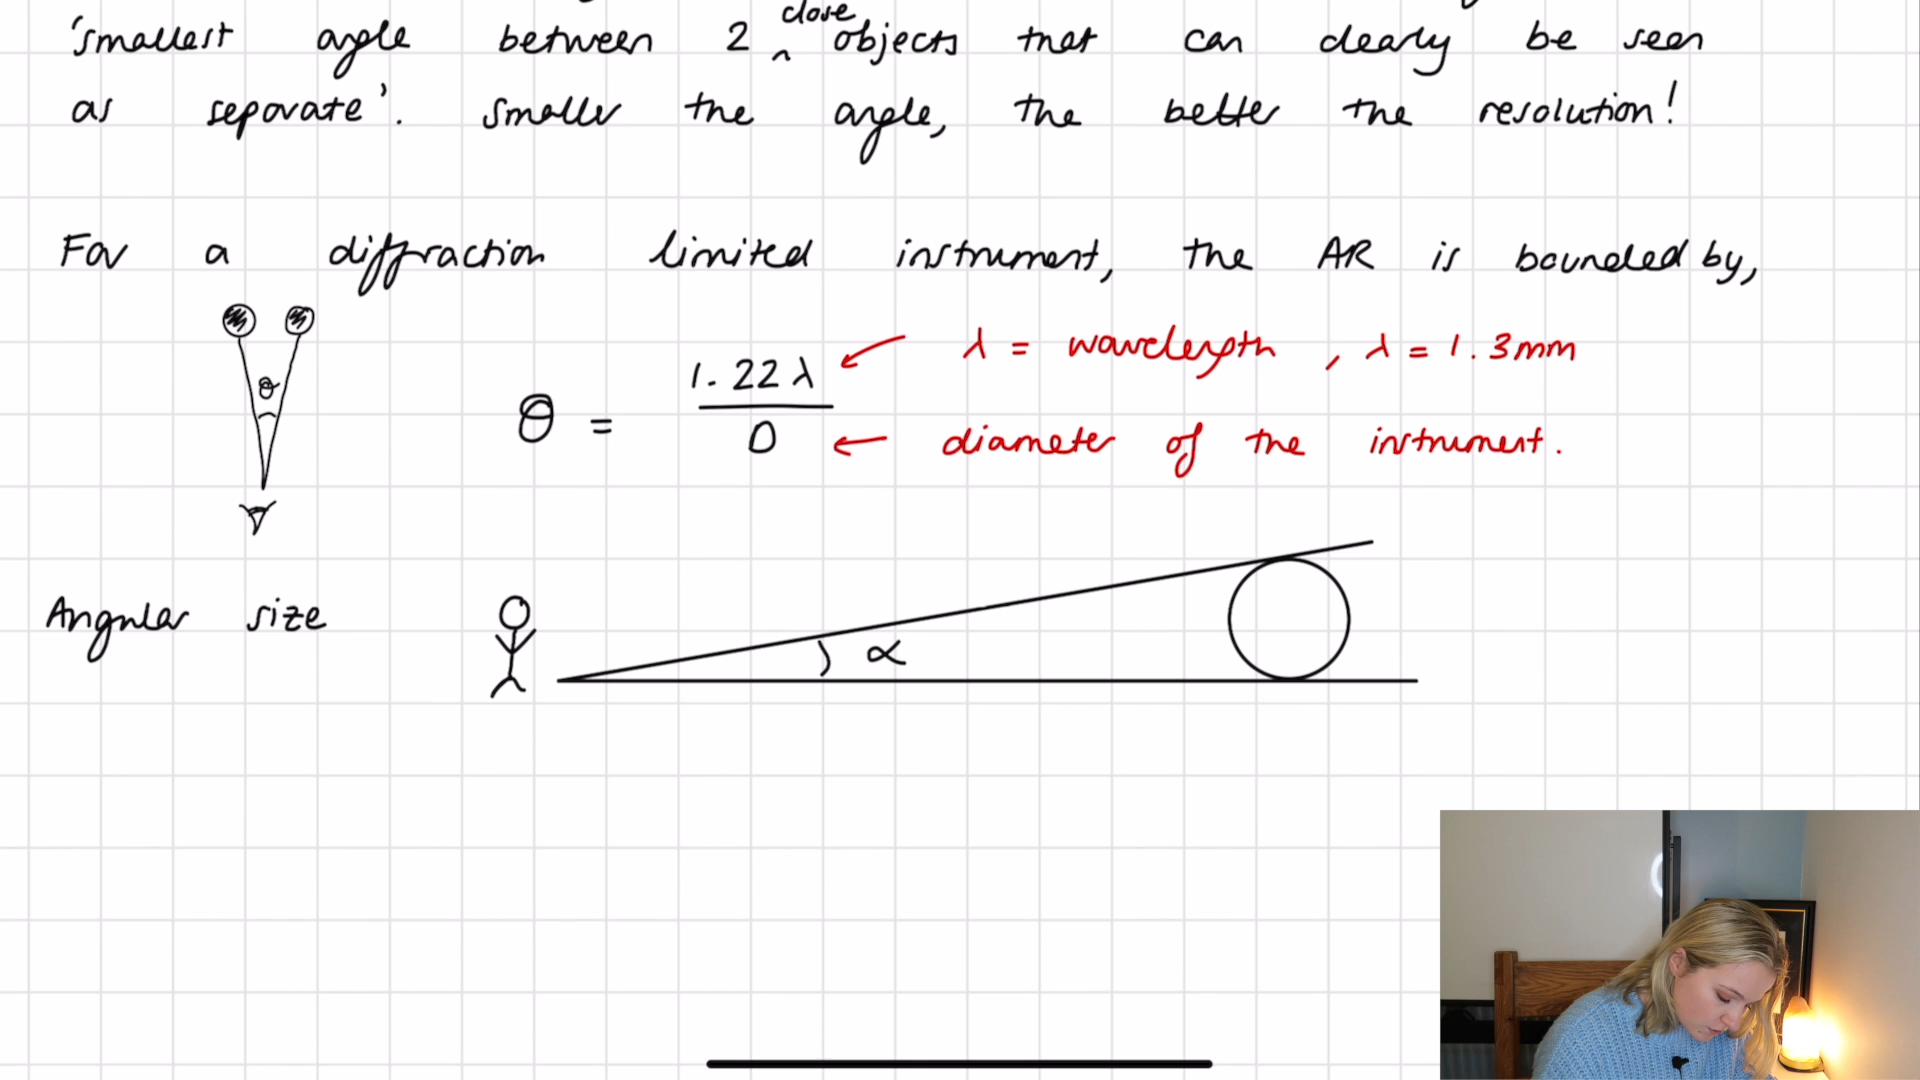 'smallest angle between 2 close objects that can clearly be seen
as separate'. Smaller the angle, the better the resolution!
For a diffraction limited instrument, the AR is bounded by,
θ
θ = 1.22λ / D
λ = wavelength, λ = 1.3mm
diameter of the instrument.
Angular size
α